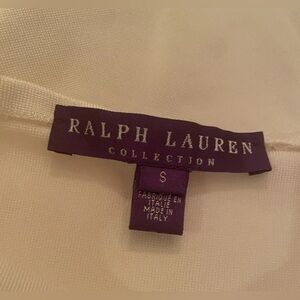 RALPH LAUREN
COLLECTION
S
FABRIQUÉ EN
ITALIE
MADE IN
ITALY